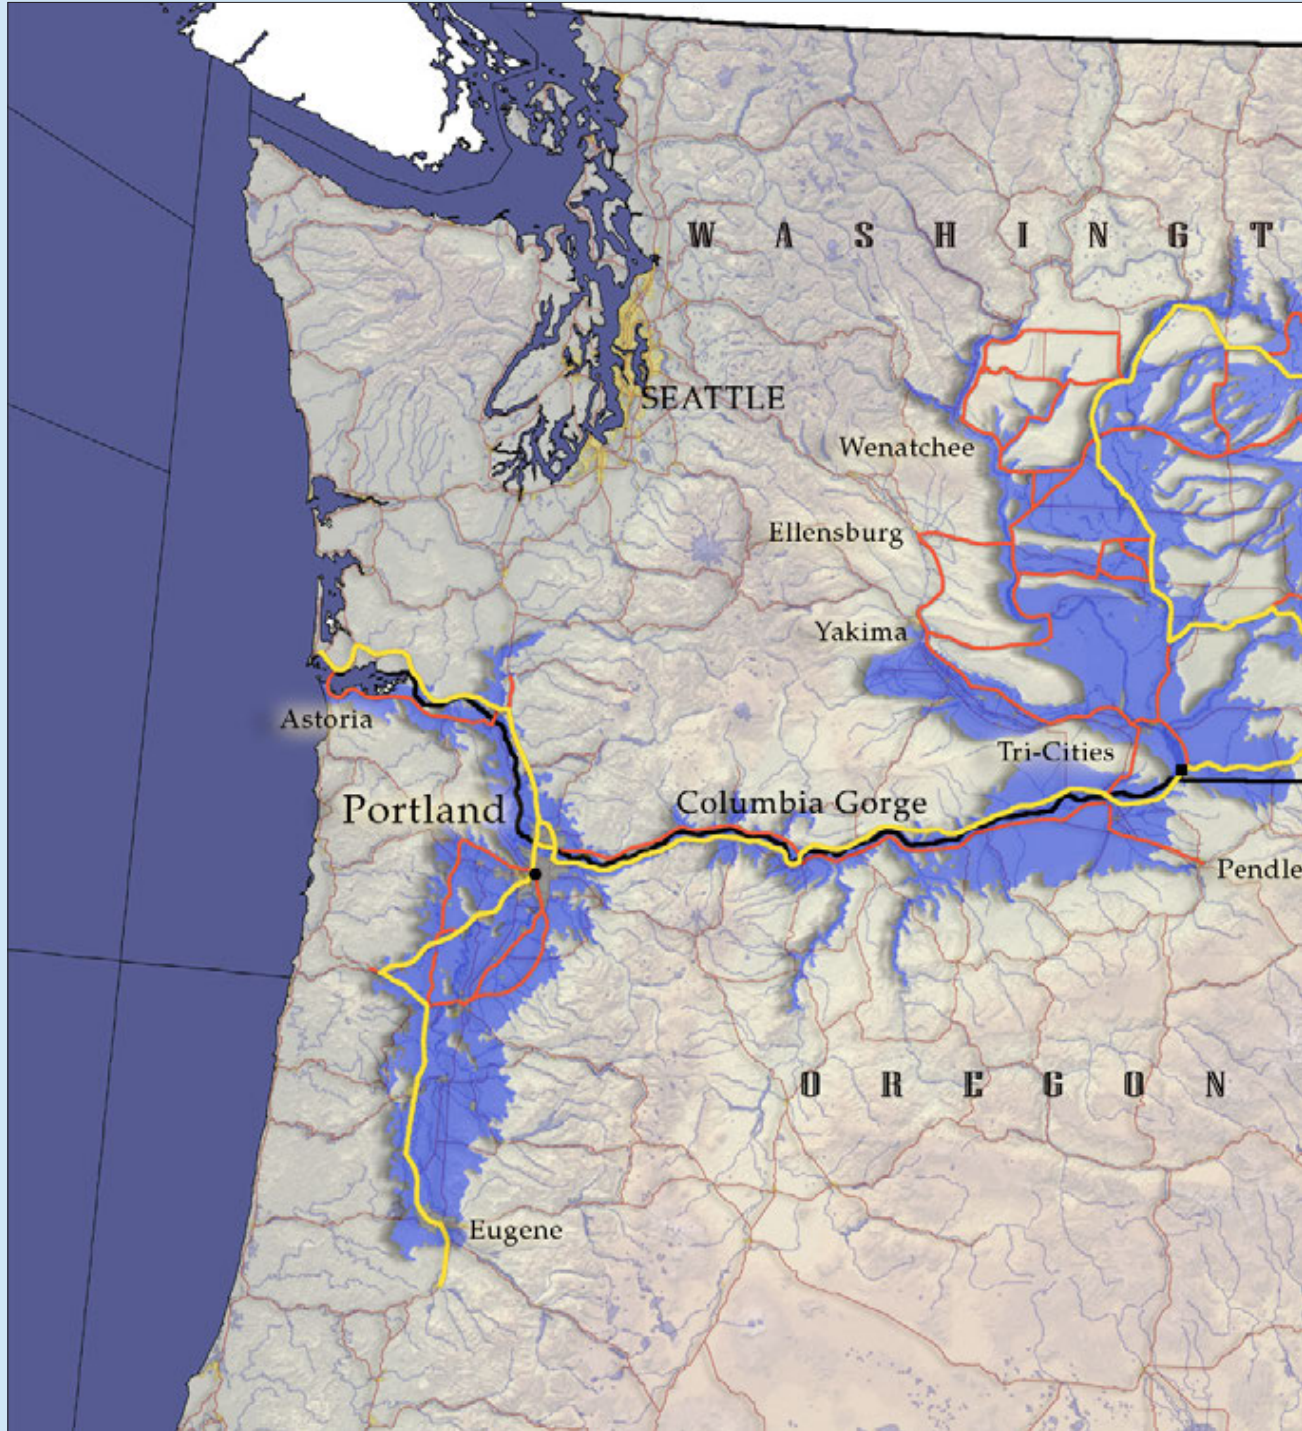 W A S H I N G T
SEATTLE
Wenatchee
Ellensburg
Yakima
Astoria
Tri-Cities
Portland
Columbia Gorge
Pendle
O R E G O N
Eugene